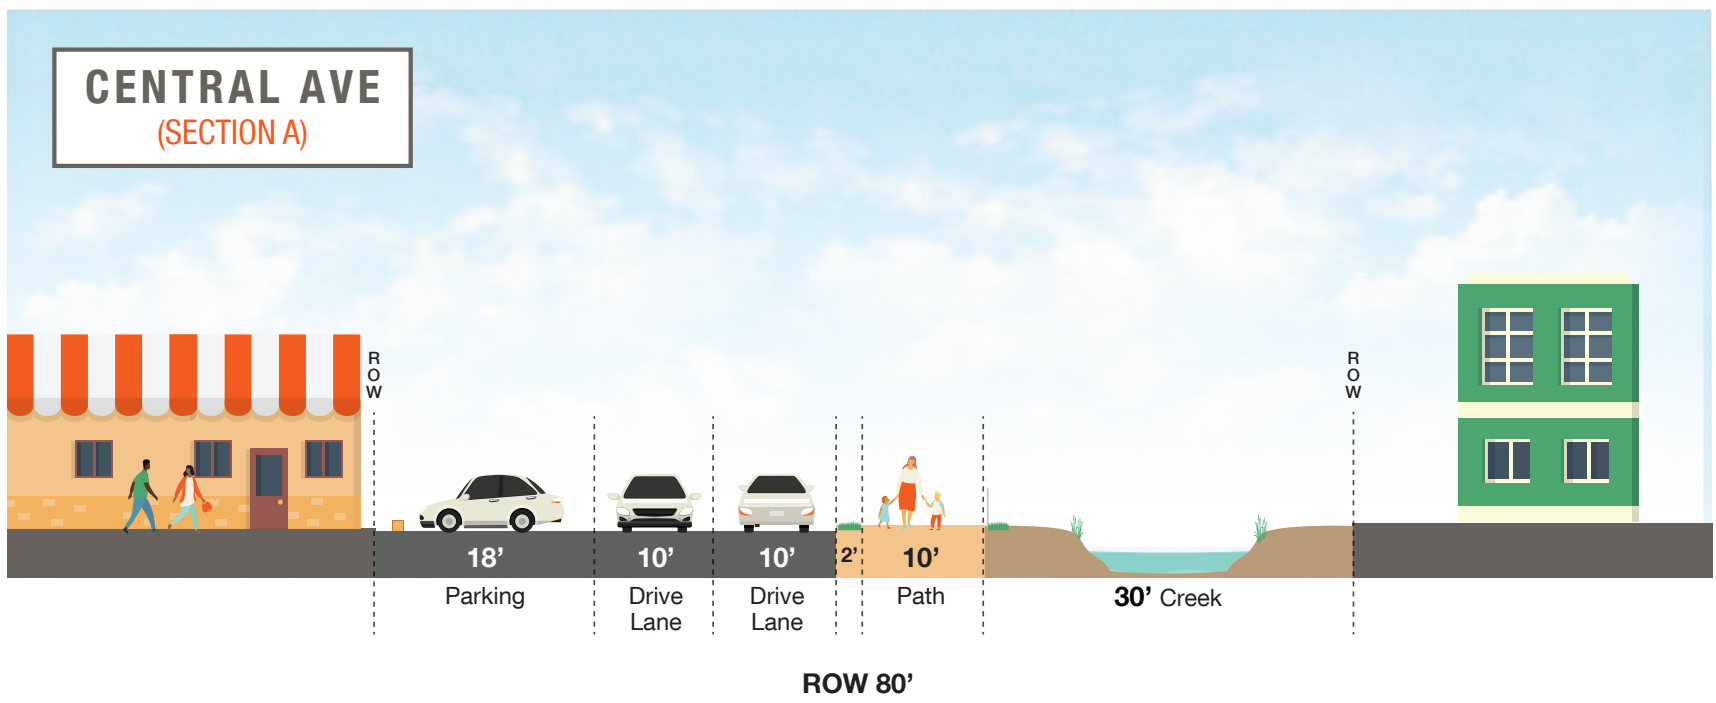 CENTRAL AVE
(SECTION A)
R
O
W
R
O
W
18’
10’
10’
2’
10’
Parking
Drive
Lane
Drive
Lane
Path
30’ Creek
ROW 80’